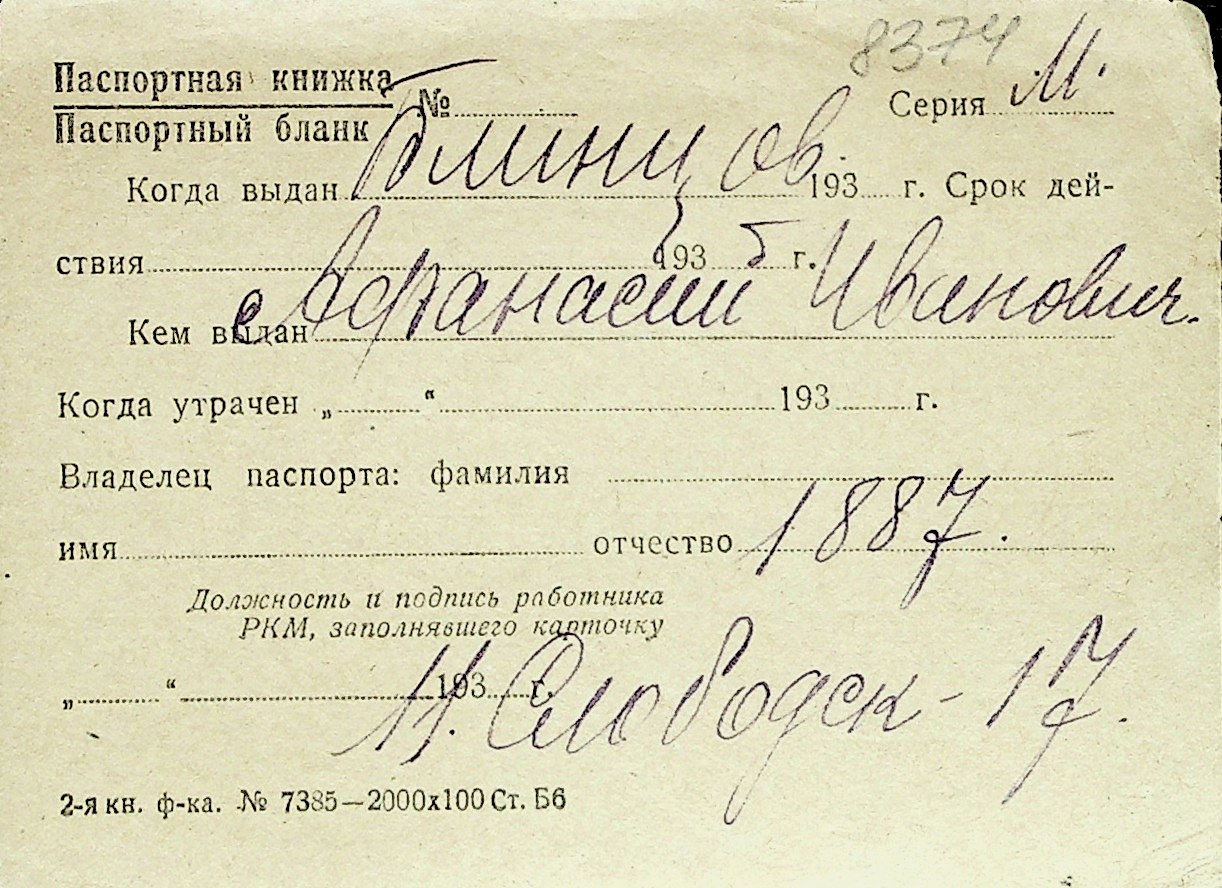 8374
Паспортная книжка
Паспортный бланк № Серия М.
Блинцов.
Когда выдан 193 г. Срок дей-
ствия 1935 г.
Афанасий Иванович.
Кем выдан
Когда утрачен „ “ 193 г.
Владелец паспорта: фамилия
имя отчество 1887.
Должность и подпись работника
РКМ, заполнявшего карточку
„ “ 193 г.
Н. Слободск - 17.
2-я кн. ф-ка. № 7385—2000х100 Ст. Б6